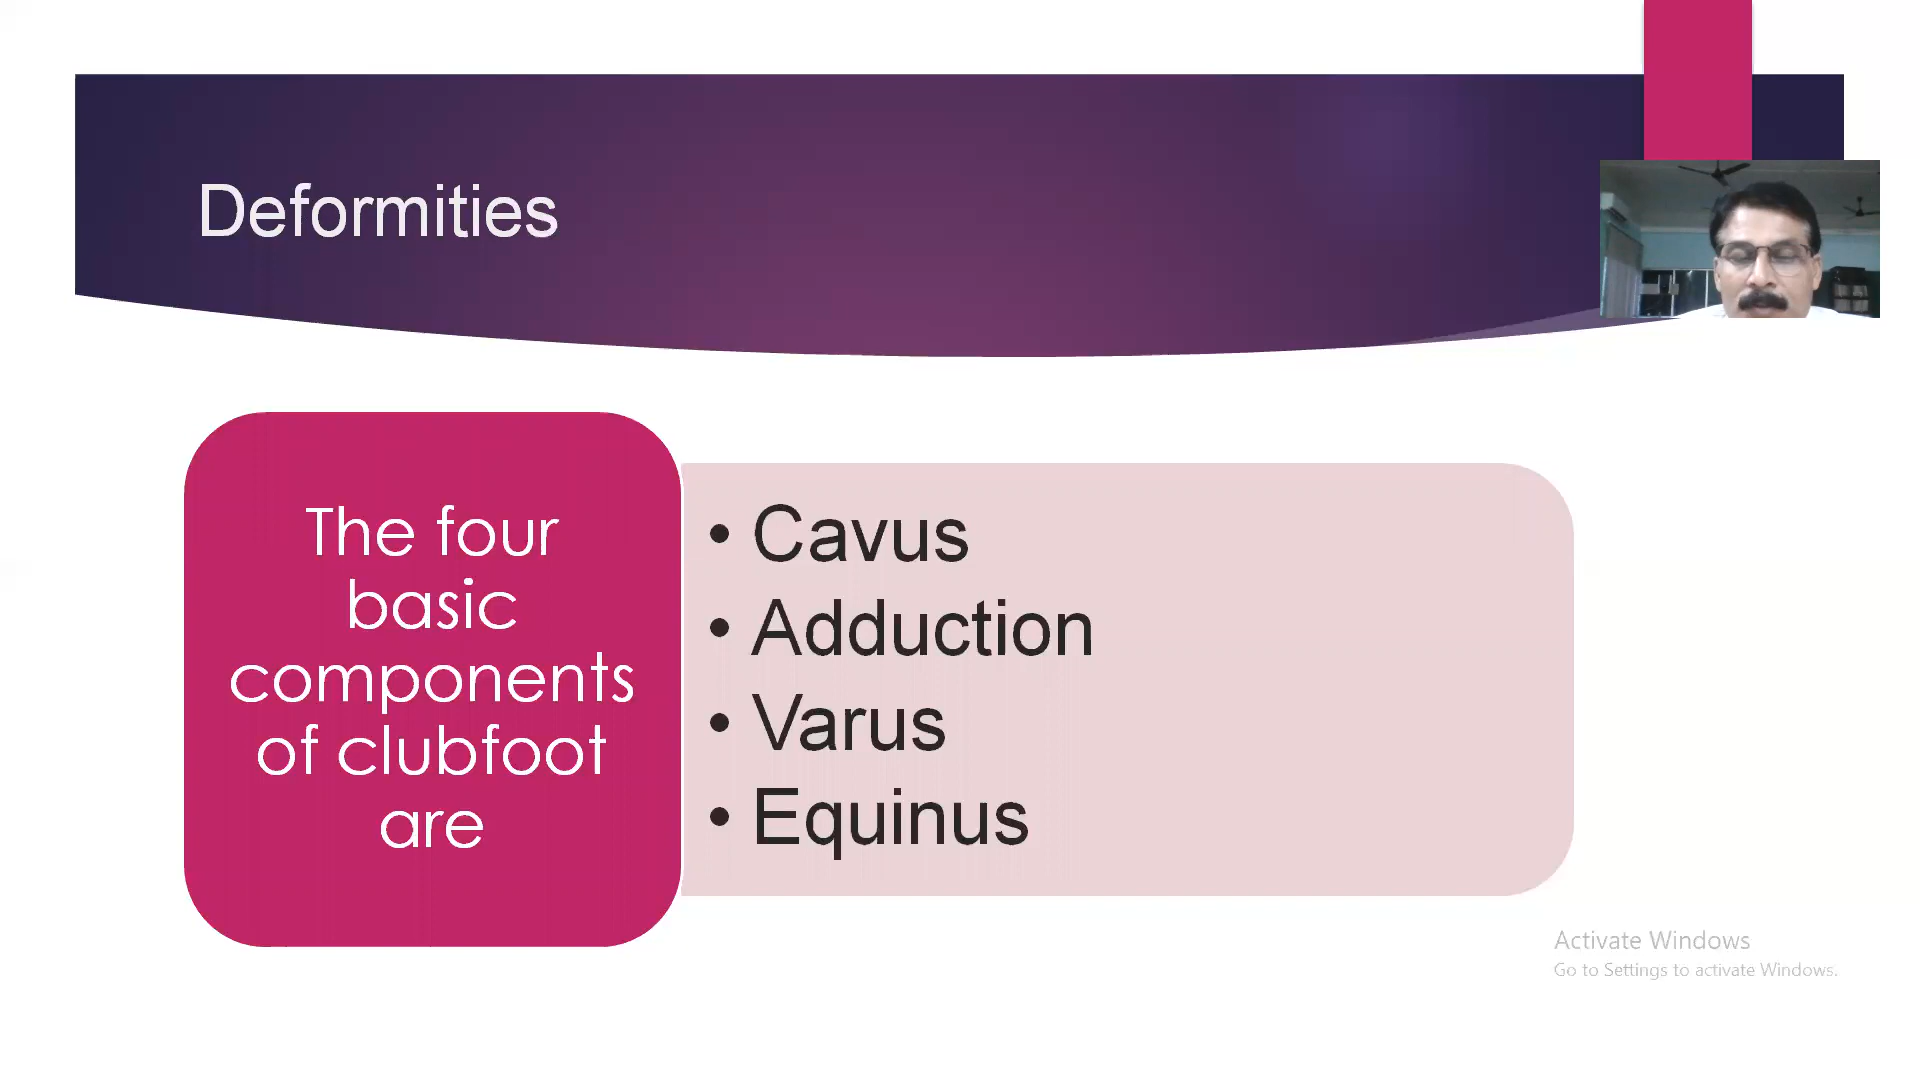 Deformities
The four
basic
components
of clubfoot
are
• Cavus
• Adduction
• Varus
• Equinus
Activate Windows
Go to Settings to activate Windows.